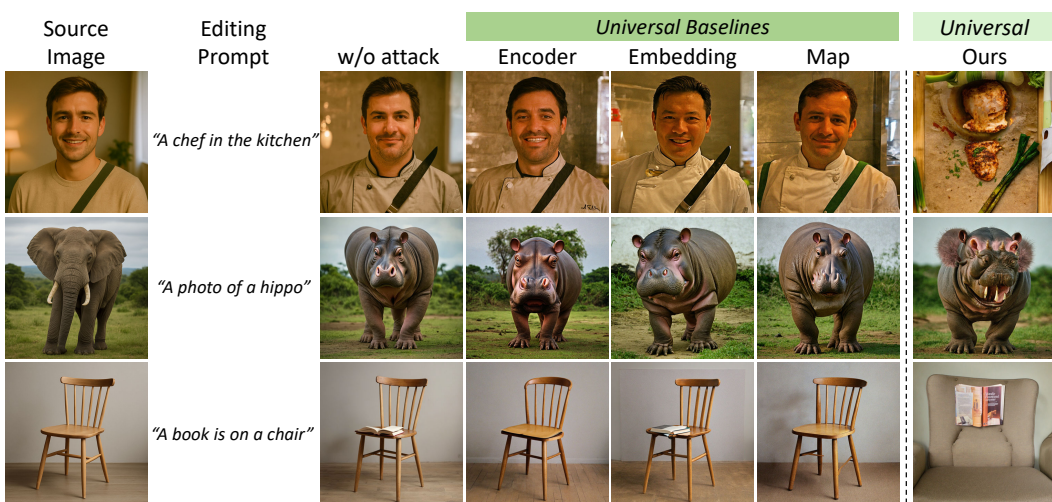 Universal Baselines
Universal
Source
Image
Editing
Prompt
w/o attack
Encoder
Embedding
Map
Ours
“A chef in the kitchen”
“A photo of a hippo”
“A book is on a chair”